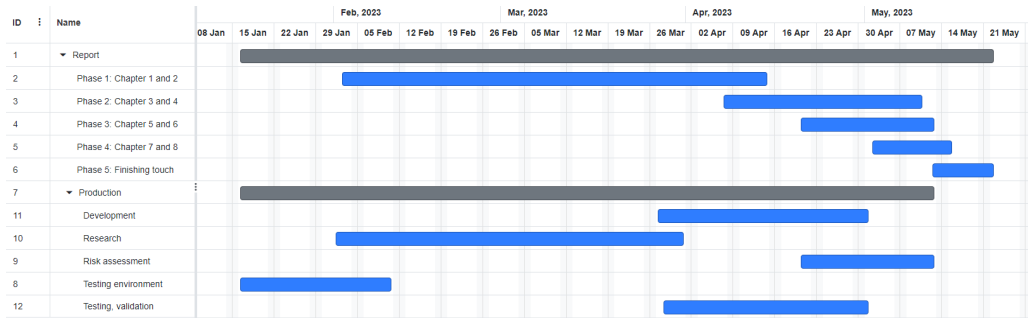 ID Name
Feb, 2023 Mar, 2023 Apr, 2023 May, 2023
08 Jan 15 Jan 22 Jan 29 Jan 05 Feb 12 Feb 19 Feb 26 Feb 05 Mar 12 Mar 19 Mar 26 Mar 02 Apr 09 Apr 16 Apr 23 Apr 30 Apr 07 May 14 May 21 May
1 Report
2 Phase 1: Chapter 1 and 2
3 Phase 2: Chapter 3 and 4
4 Phase 3: Chapter 5 and 6
5 Phase 4: Chapter 7 and 8
6 Phase 5: Finishing touch
7 Production
11 Development
10 Research
9 Risk assessment
8 Testing environment
12 Testing, validation